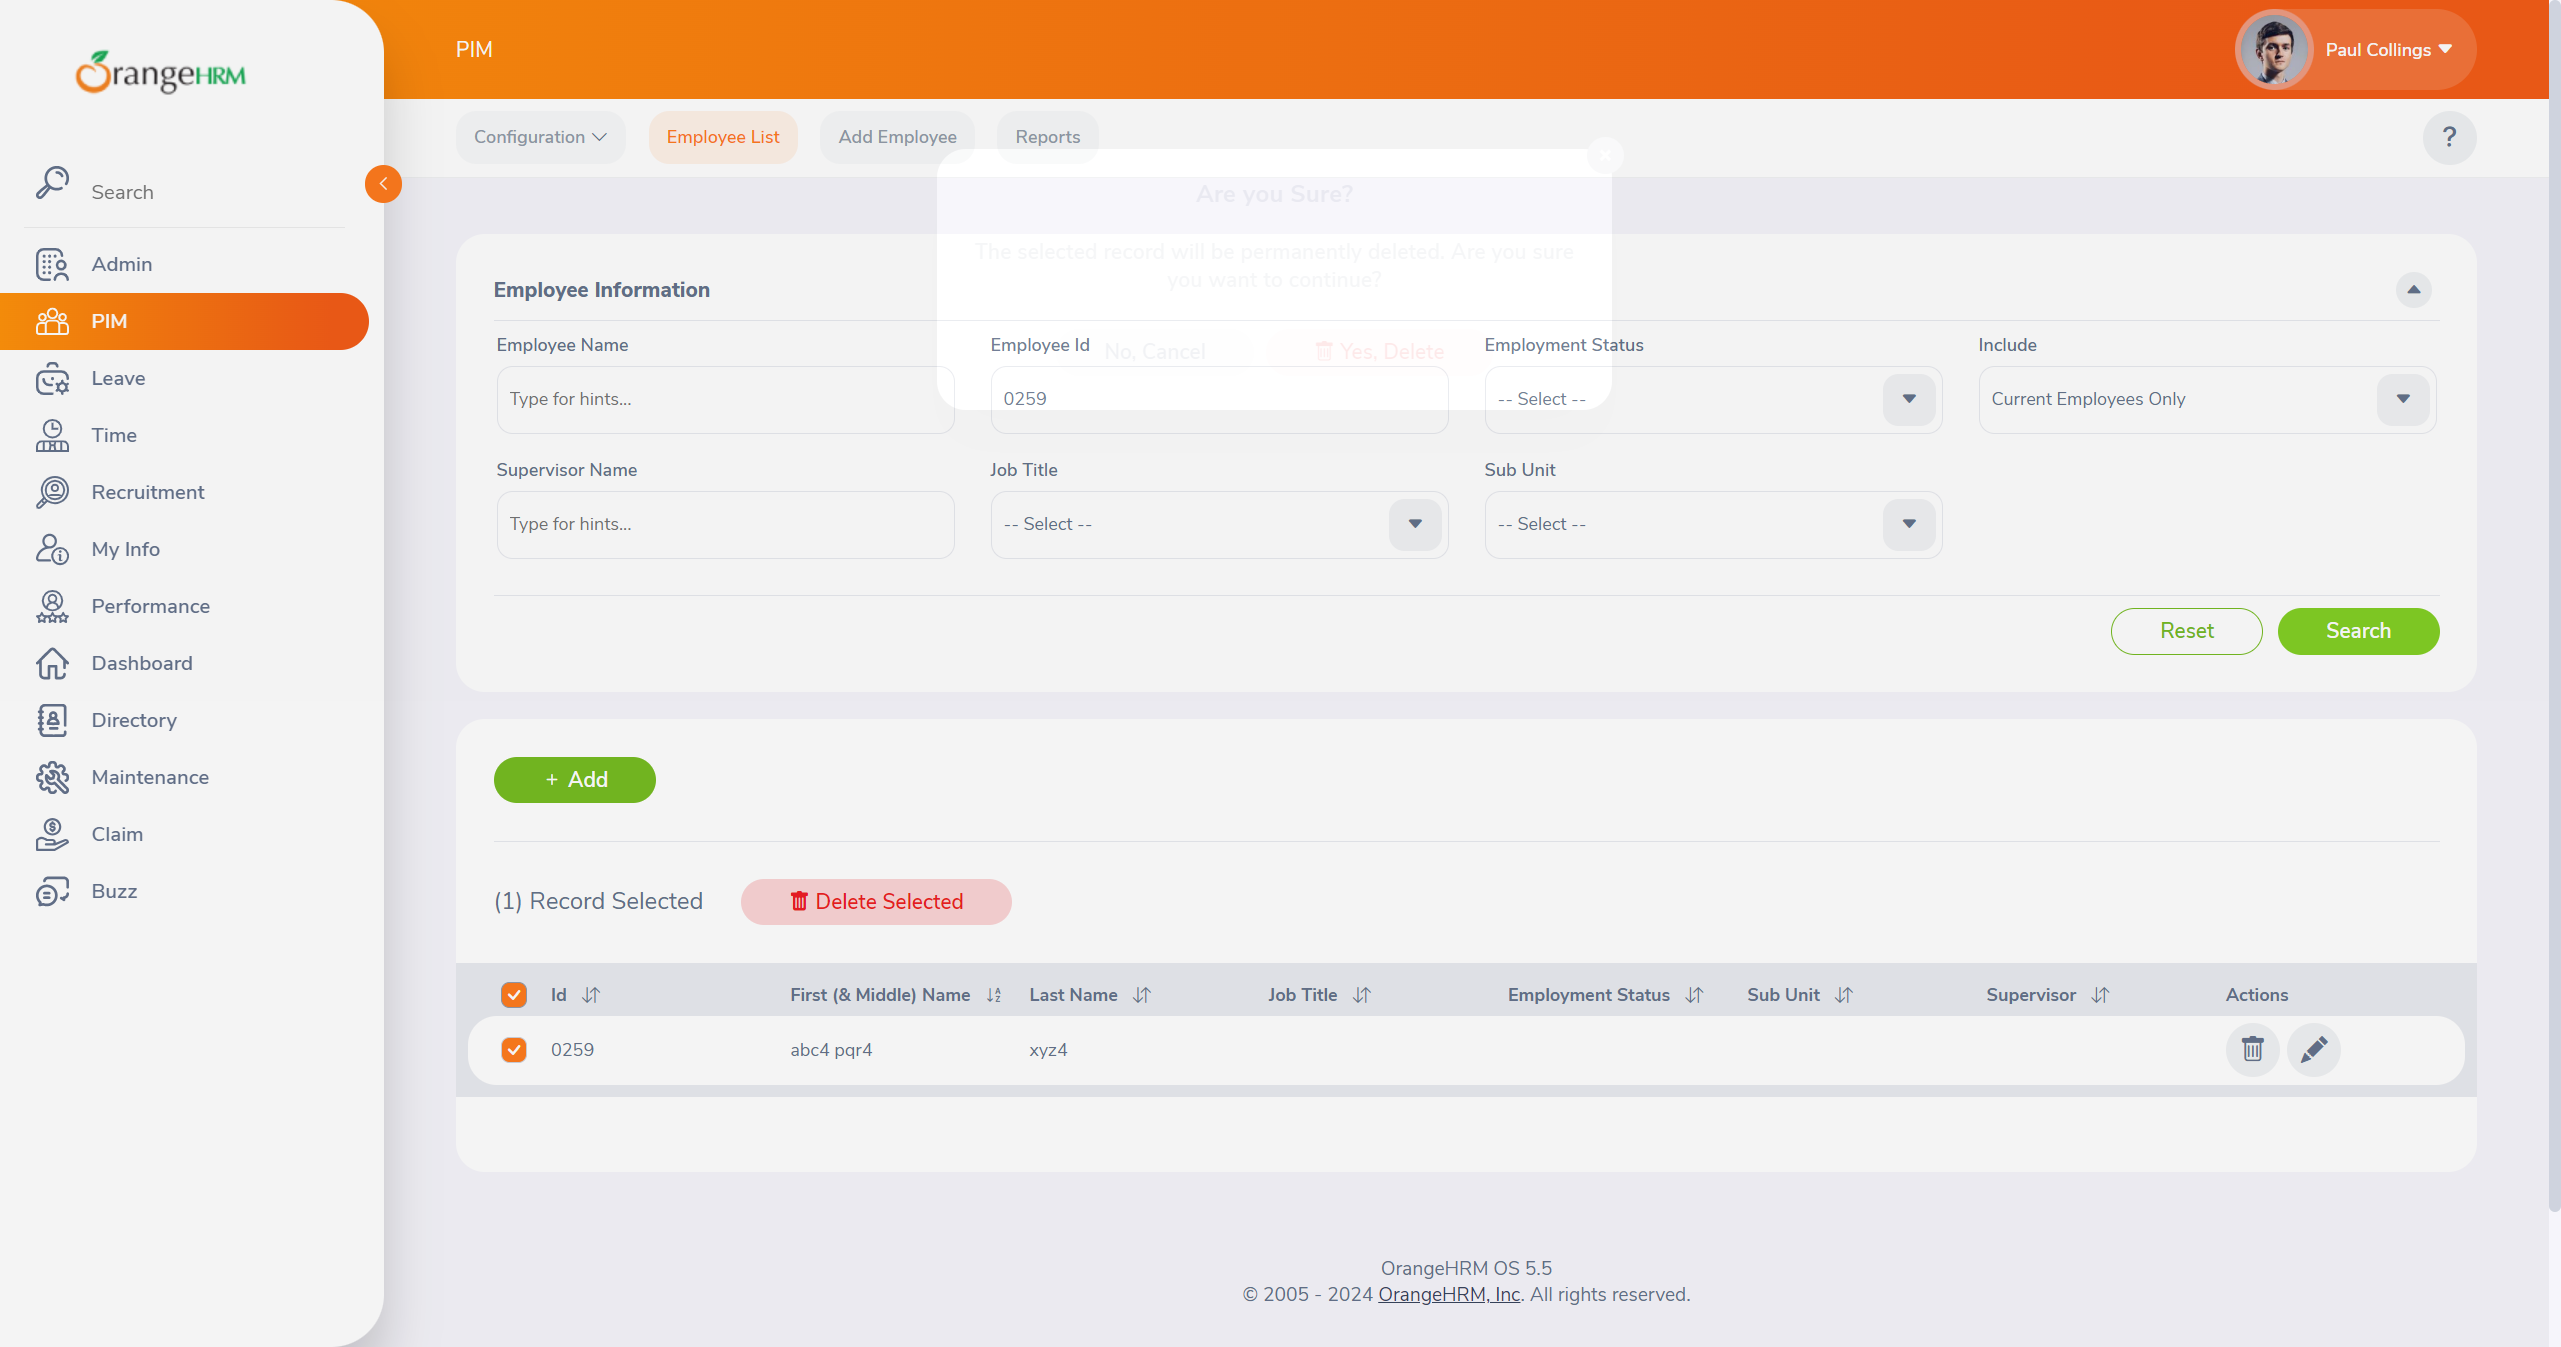 OrangeHRM
PIM
Paul Collings
Search
Admin
PIM
Leave
Time
Recruitment
My Info
Performance
Dashboard
Directory
Maintenance
Claim
Buzz
Configuration
Employee List
Add Employee
Reports
?
Are you Sure?
The selected record will be permanently deleted. Are you sure
you want to continue?
No, Cancel
Yes, Delete
Employee Information
Employee Name
Type for hints...
Employee Id
0259
Employment Status
-- Select --
Include
Current Employees Only
Supervisor Name
Type for hints...
Job Title
-- Select --
Sub Unit
-- Select --
Reset
Search
+ Add
(1) Record Selected
Delete Selected
Id
First (& Middle) Name
Last Name
Job Title
Employment Status
Sub Unit
Supervisor
Actions
0259
abc4 pqr4
xyz4
OrangeHRM OS 5.5
© 2005 - 2024 OrangeHRM, Inc. All rights reserved.